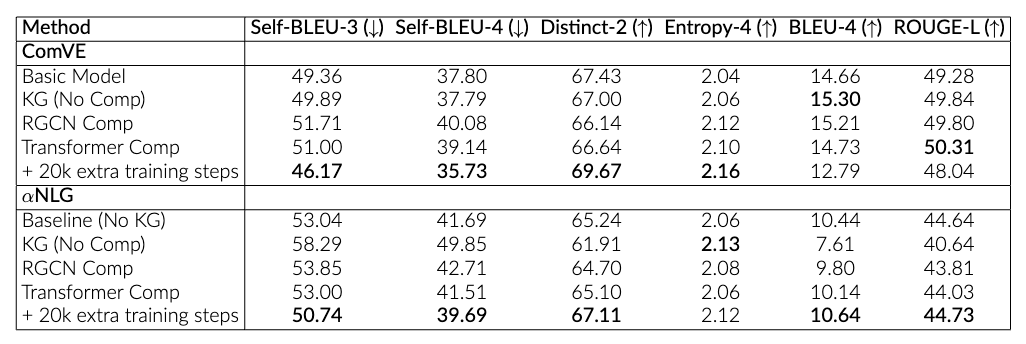 Method Self-BLEU-3 (↓) Self-BLEU-4 (↓) Distinct-2 (↑) Entropy-4 (↑) BLEU-4 (↑) ROUGE-L (↑)
ComVE
Basic Model 49.36 37.80 67.43 2.04 14.66 49.28
KG (No Comp) 49.89 37.79 67.00 2.06 15.30 49.84
RGCN Comp 51.71 40.08 66.14 2.12 15.21 49.80
Transformer Comp 51.00 39.14 66.64 2.10 14.73 50.31
+ 20k extra training steps 46.17 35.73 69.67 2.16 12.79 48.04
αNLG
Baseline (No KG) 53.04 41.69 65.24 2.06 10.44 44.64
KG (No Comp) 58.29 49.85 61.91 2.13 7.61 40.64
RGCN Comp 53.85 42.71 64.70 2.08 9.80 43.81
Transformer Comp 53.00 41.51 65.10 2.06 10.14 44.03
+ 20k extra training steps 50.74 39.69 67.11 2.12 10.64 44.73